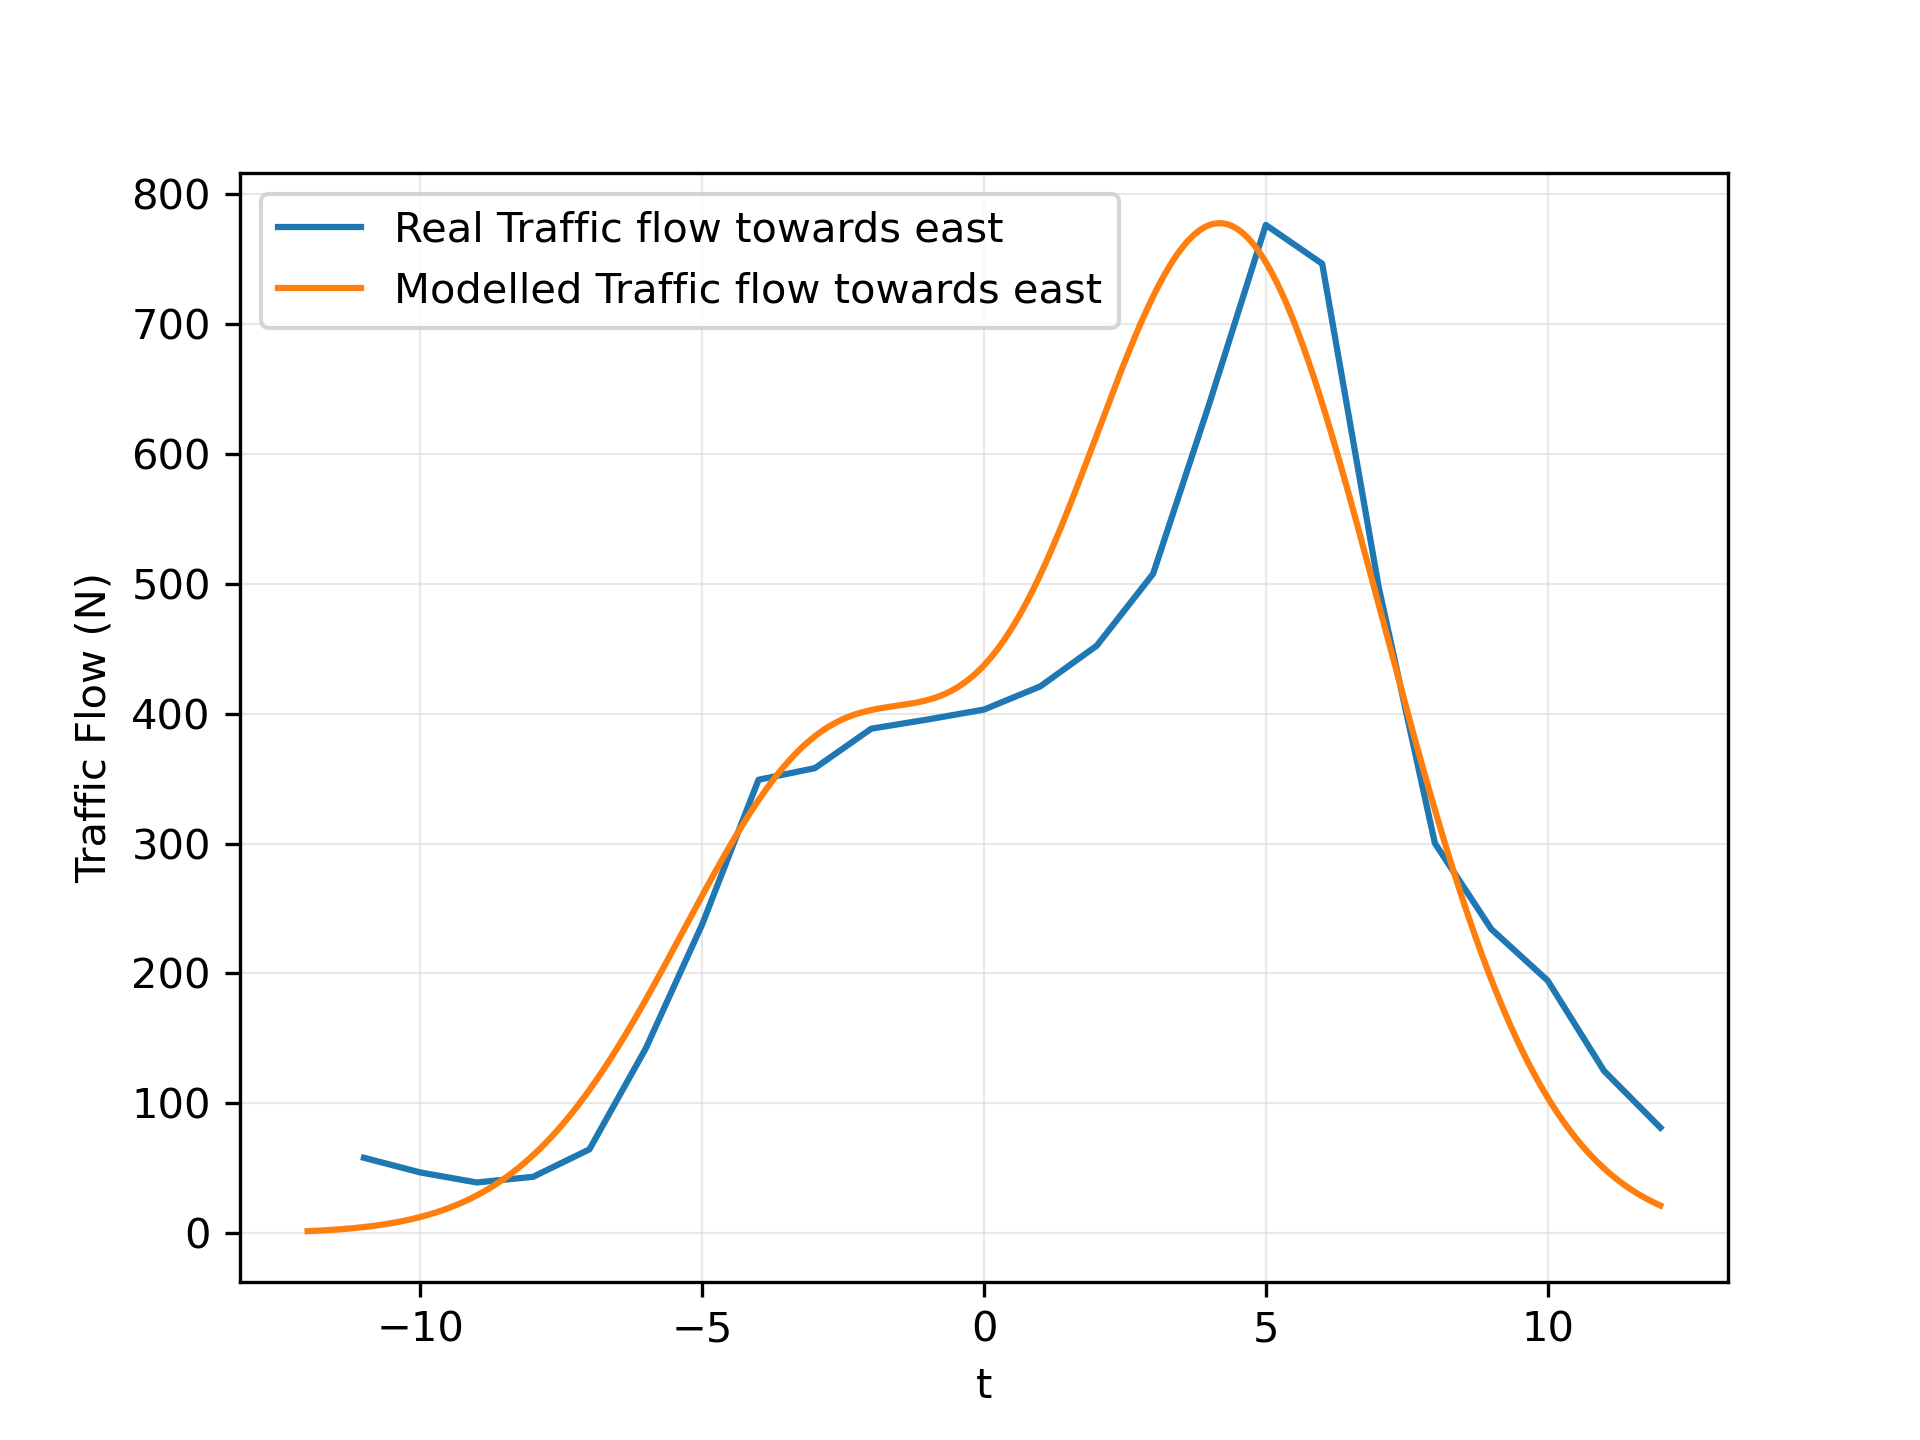 Real Traffic flow towards east
Modelled Traffic flow towards east
800
700
600
500
400
300
200
100
0
Traffic Flow (N)
−10 −5 0 5 10
t